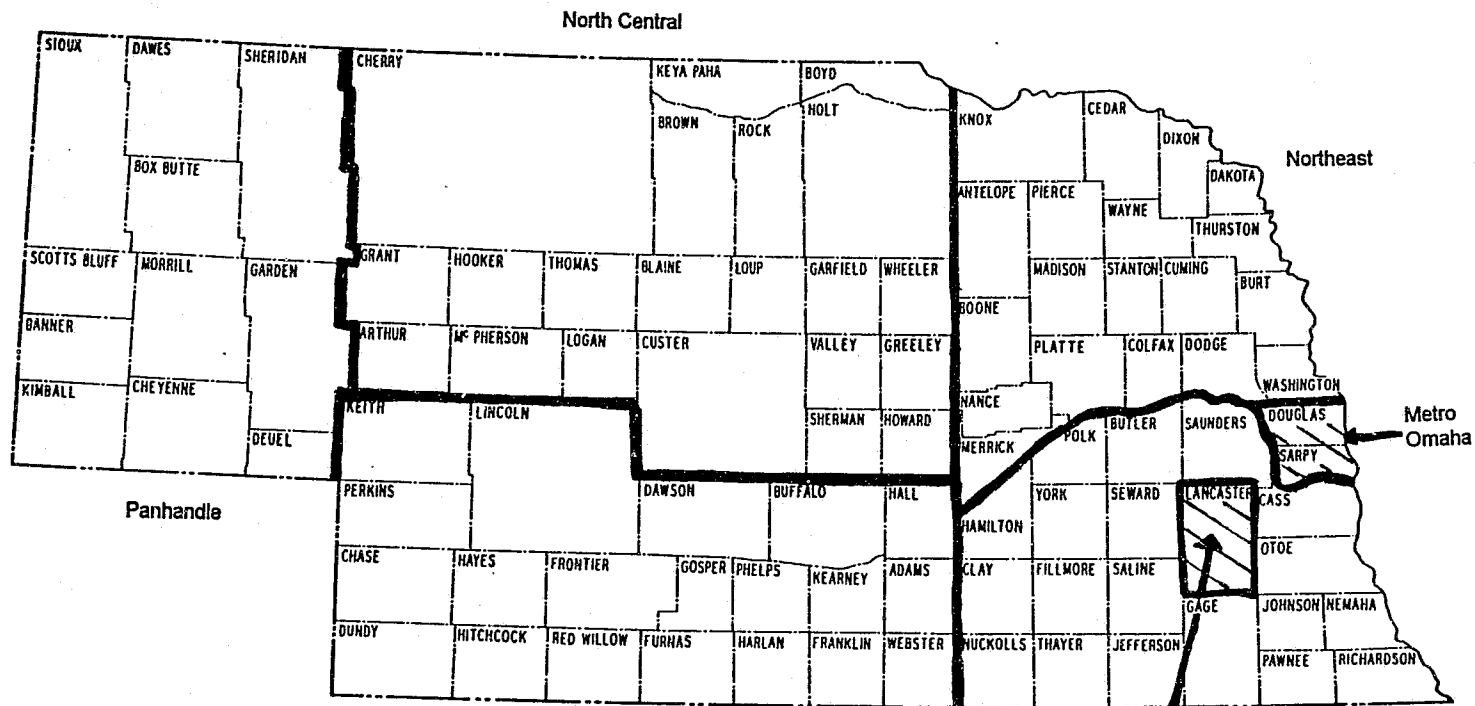 North Central
SIOUX
DAWES
SHERIDAN
CHERRY
KEYA PAHA
BOYD
HOLT
BROWN
ROCK
KNOX
CEDAR
DIXON
DAKOTA
Northeast
BOX BUTTE
ANTELOPE
PIERCE
WAYNE
THURSTON
SCOTTS BLUFF
MORRILL
GARDEN
GRANT
HOOKER
THOMAS
BLAINE
LOUP
GARFIELD
WHEELER
MADISON
STANTON
CUMING
BURT
BANNER
BOONE
ARTHUR
Mc PHERSON
LOGAN
CUSTER
VALLEY
GREELEY
PLATTE
COLFAX
DODGE
WASHINGTON
KIMBALL
CHEYENNE
DEUEL
KEITH
LINCOLN
SHERMAN
HOWARD
NANCE
MERRICK
POLK
BUTLER
SAUNDERS
DOUGLAS
SARPY
Metro
Omaha
Panhandle
PERKINS
DAWSON
BUFFALO
HALL
HAMILTON
YORK
SEWARD
LANCASTER
CASS
OTOE
CHASE
HAYES
FRONTIER
GOSPER
PHELPS
KEARNEY
ADAMS
CLAY
FILLMORE
SALINE
GAGE
JOHNSON
NEMAHA
DUNDY
HITCHCOCK
RED WILLOW
FURNAS
HARLAN
FRANKLIN
WEBSTER
NUCKOLLS
THAYER
JEFFERSON
PAWNEE
RICHARDSON